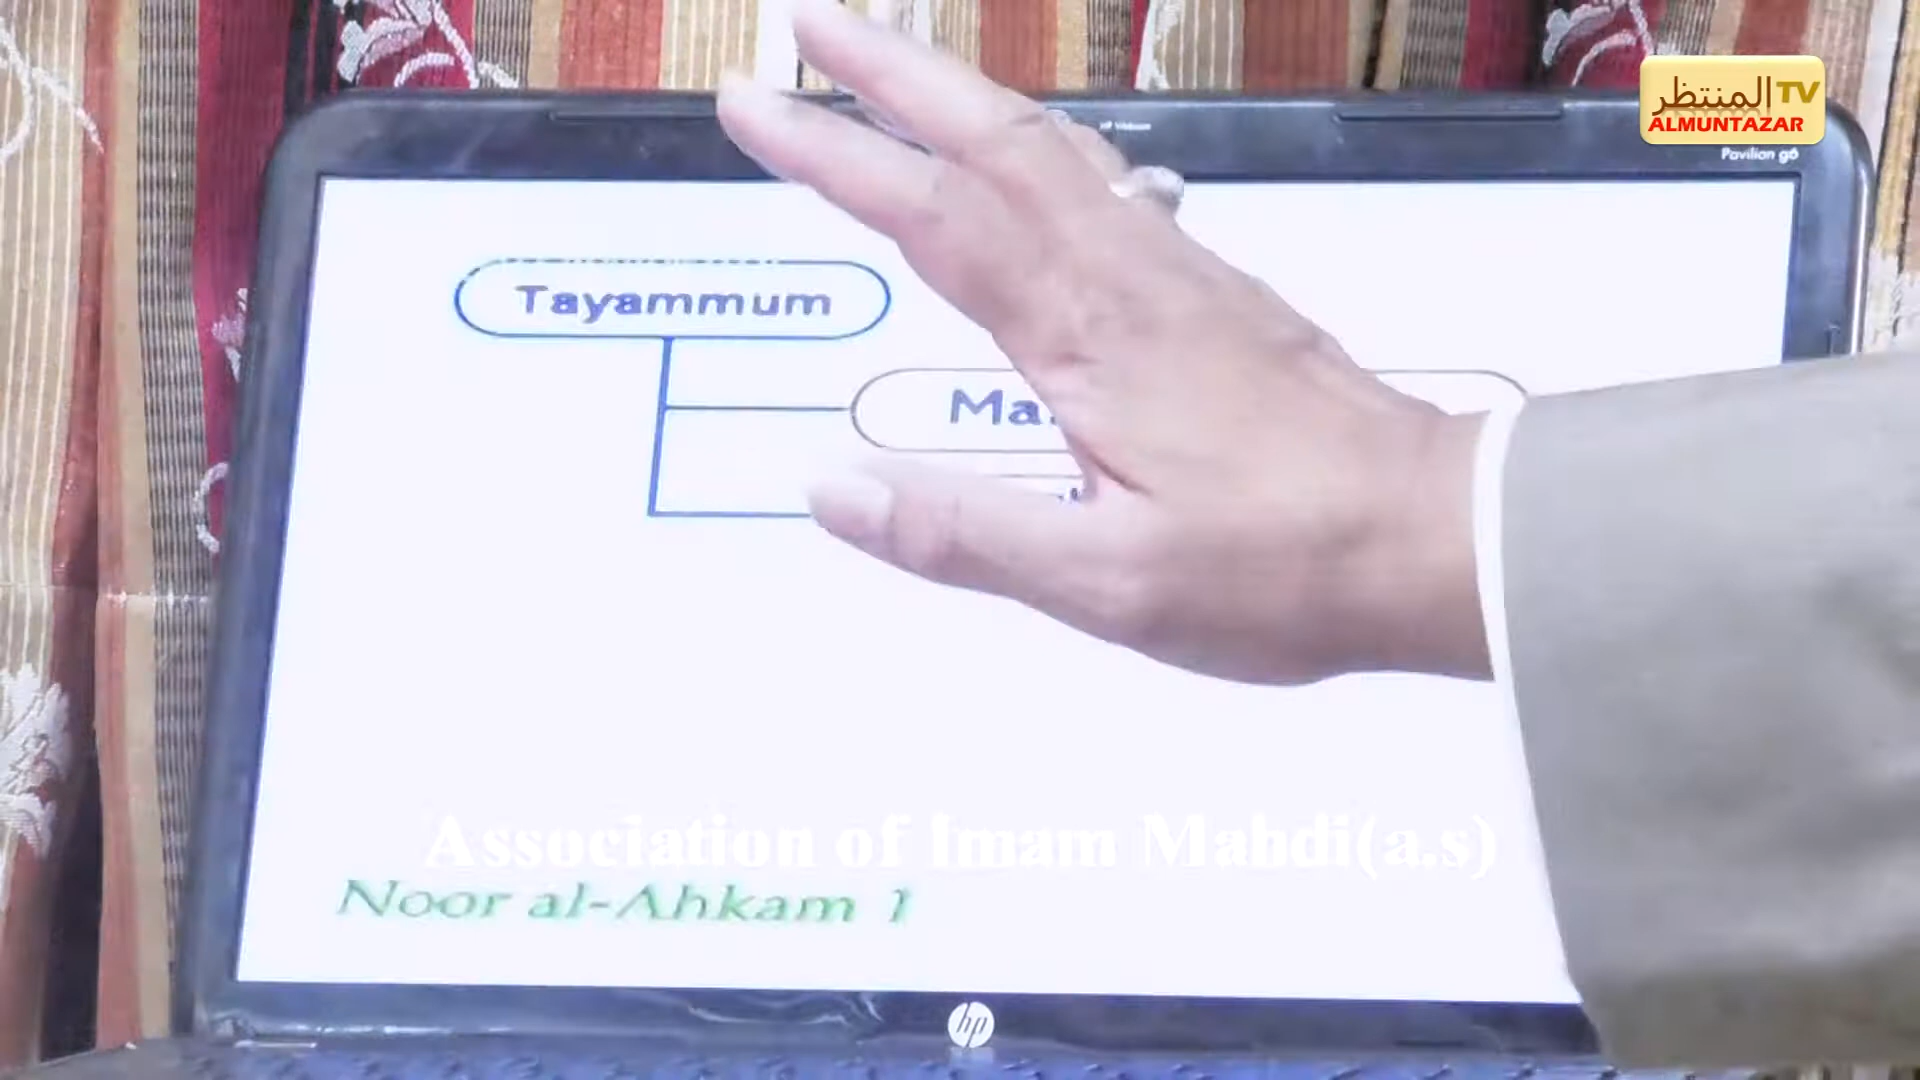 المنتظر TV
ALMUNTAZAR
Pavilion g6
Tayammum
Association of Imam Mahdi(a.s)
Noor al-Ahkam 1
hp